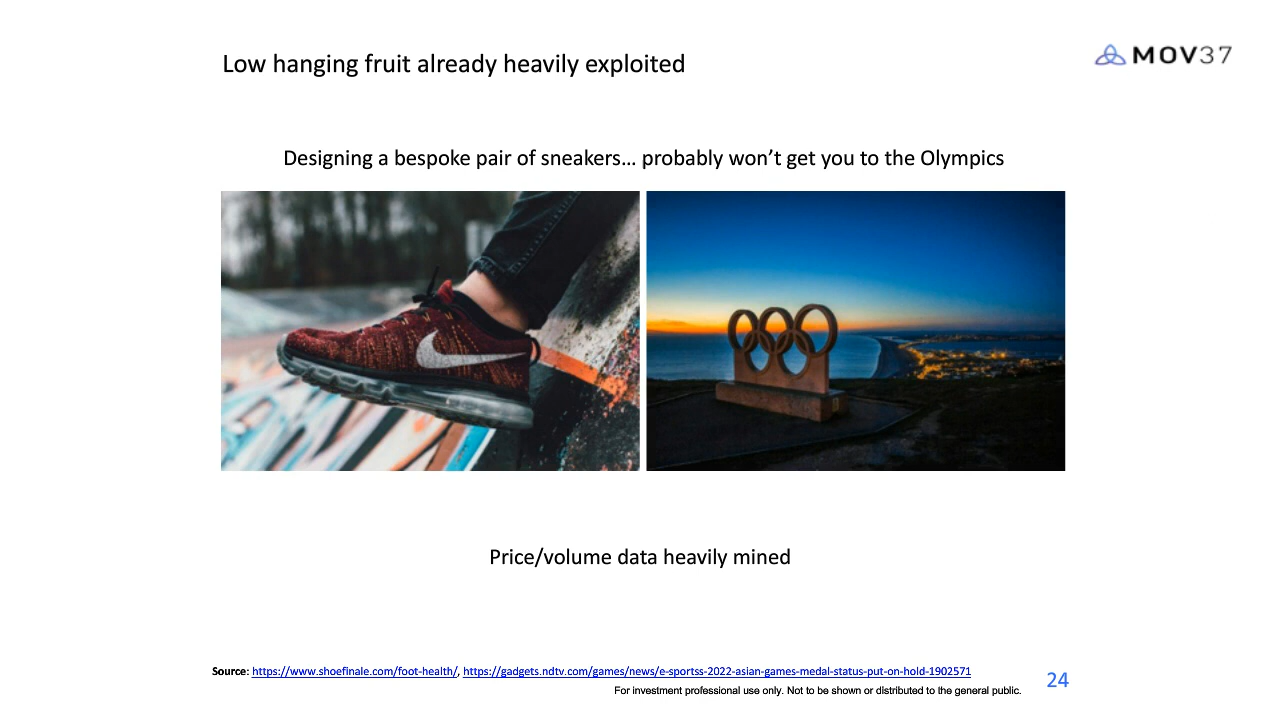 Low hanging fruit already heavily exploited
MOV37
Designing a bespoke pair of sneakers… probably won’t get you to the Olympics
Price/volume data heavily mined
Source: https://www.shoefinale.com/foot-health/, https://gadgets.ndtv.com/games/news/e-sportss-2022-asian-games-medal-status-put-on-hold-1902571
For investment professional use only. Not to be shown or distributed to the general public.
24